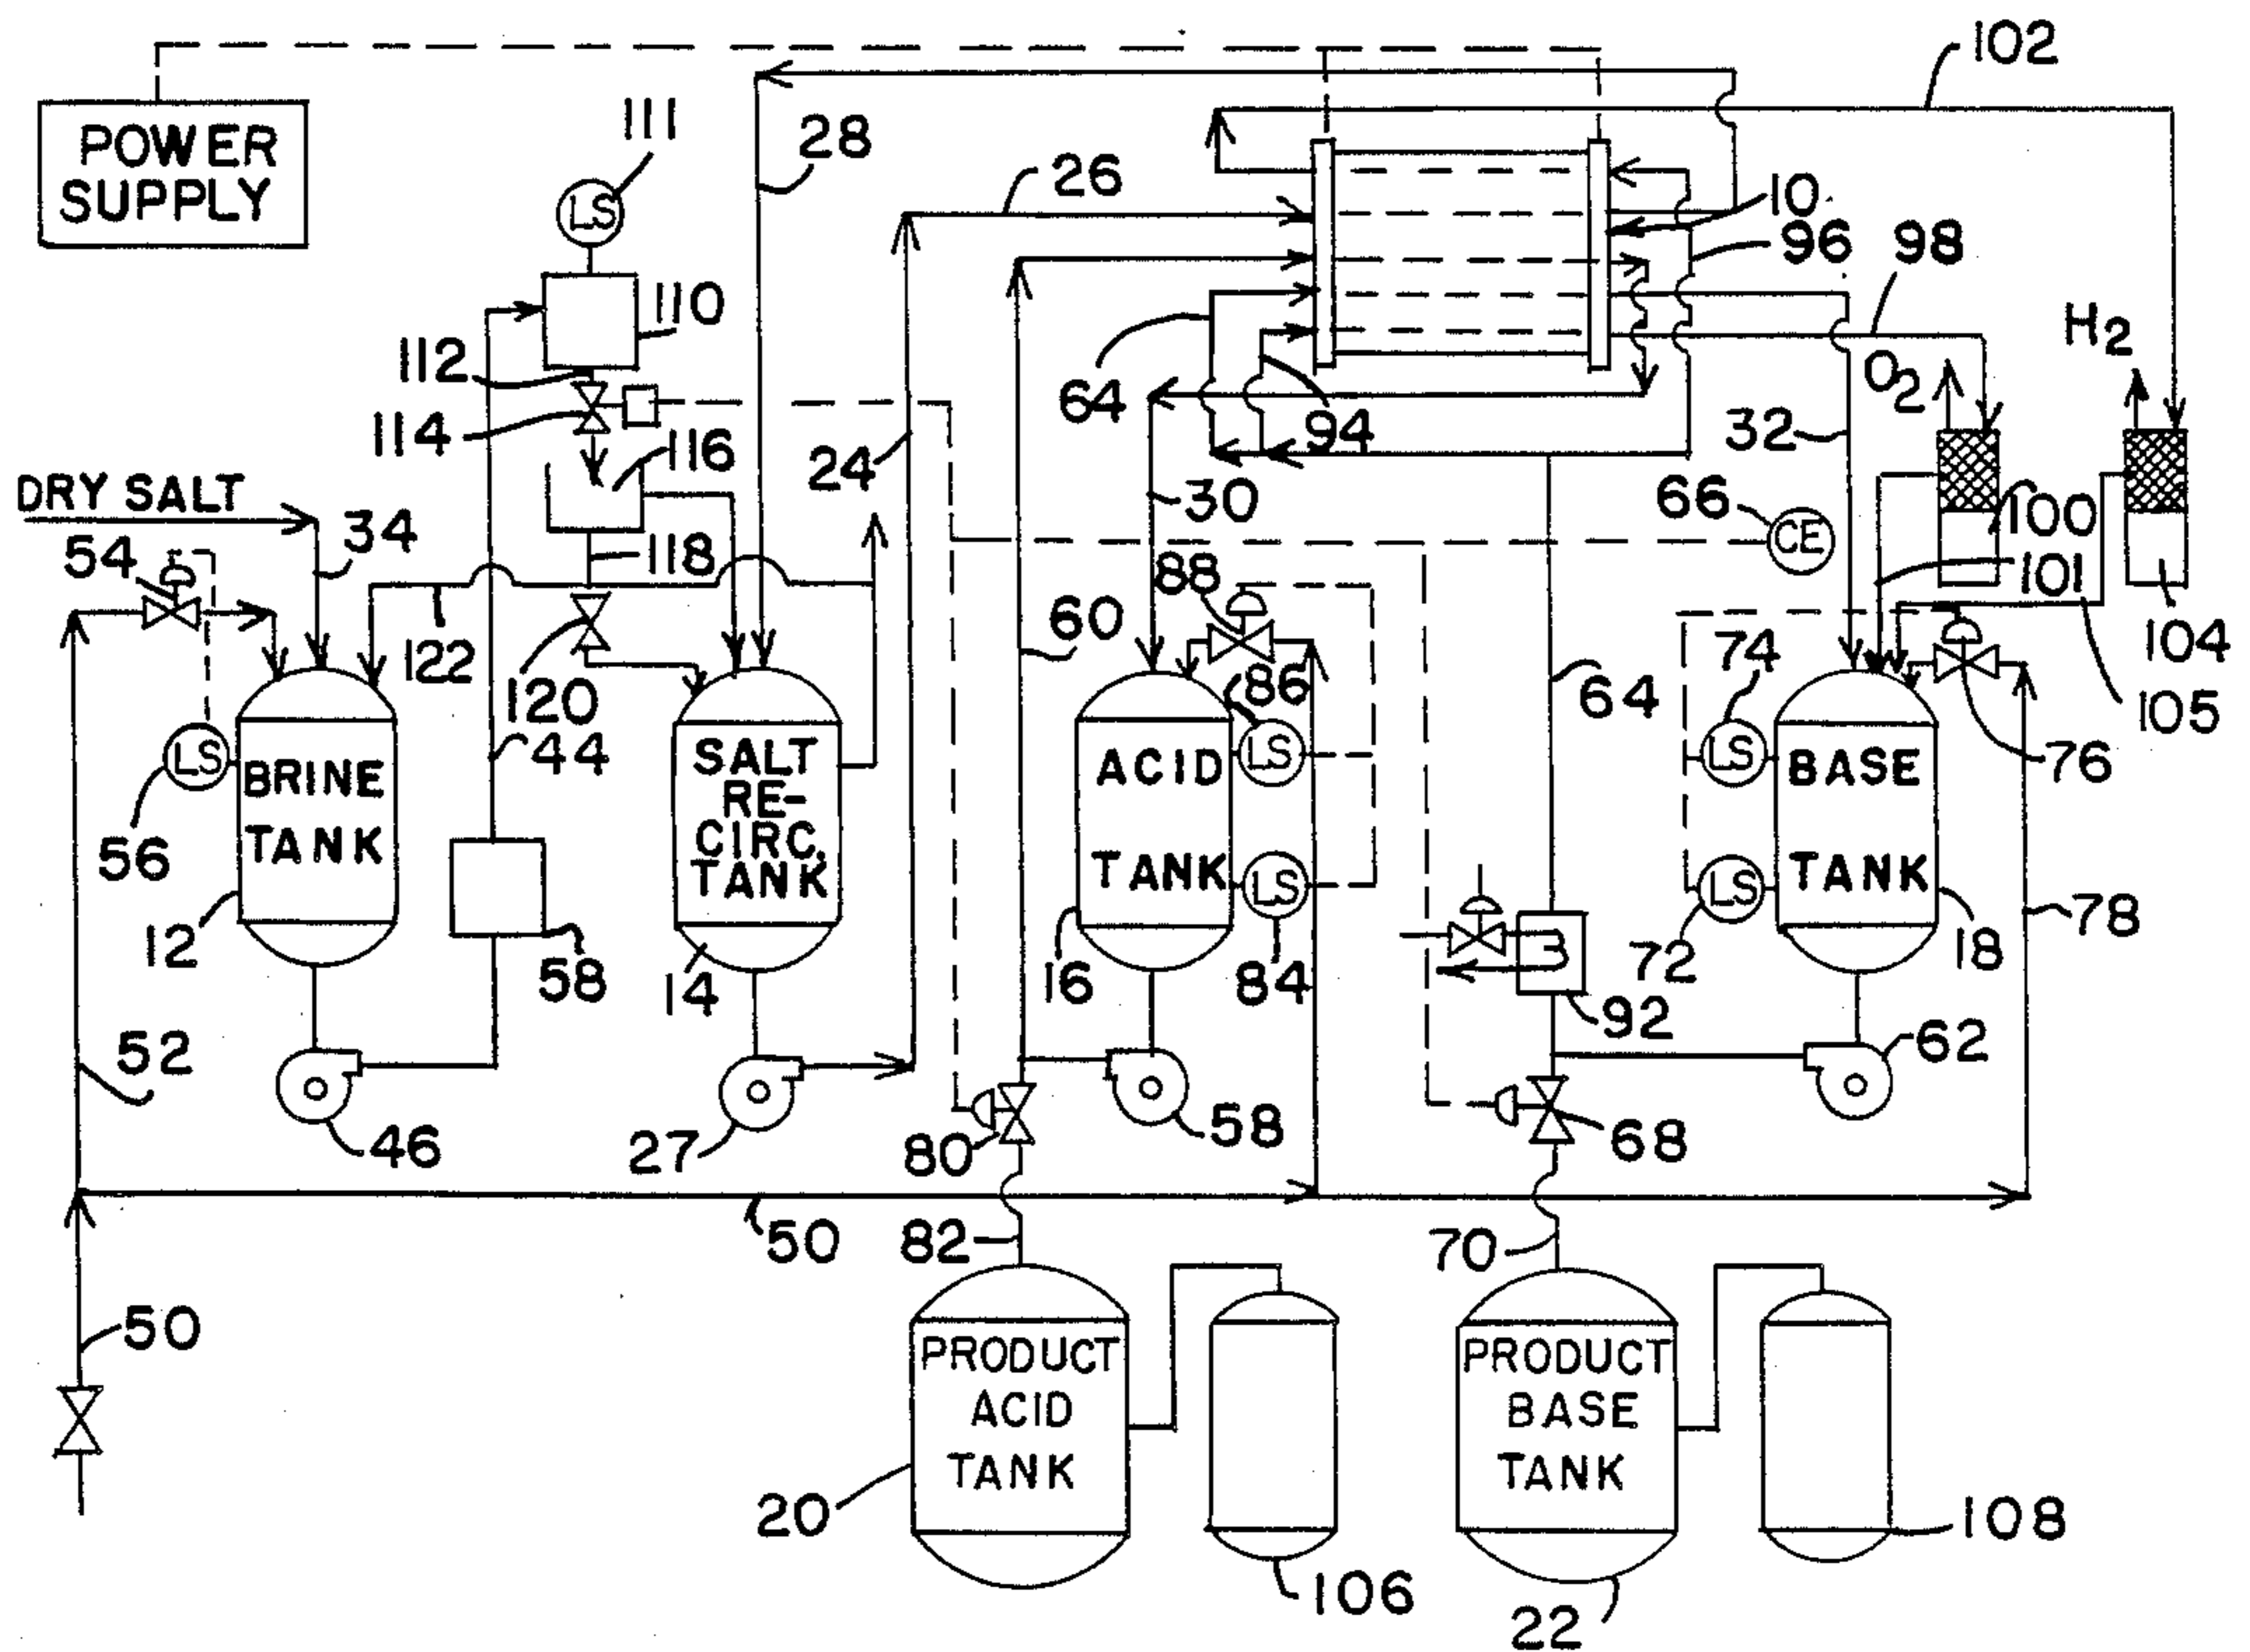 102
POWER
SUPPLY
111
28
26
LS
10
96
98
110
H2
112
64
O2
114
116
24
94
32
DRY SALT
34
30
66
CE
100
54
118
88
101
122
60
104
120
86
64
74
105
44
LS
BRINE
TANK
SALT
RE-
CIRC.
TANK
ACID
TANK
LS
LS
BASE
TANK
76
56
LS
LS
78
12
58
14
16
84
72
18
92
52
62
46
27
80
58
68
50
82
70
50
PRODUCT
ACID
TANK
PRODUCT
BASE
TANK
20
108
106
22